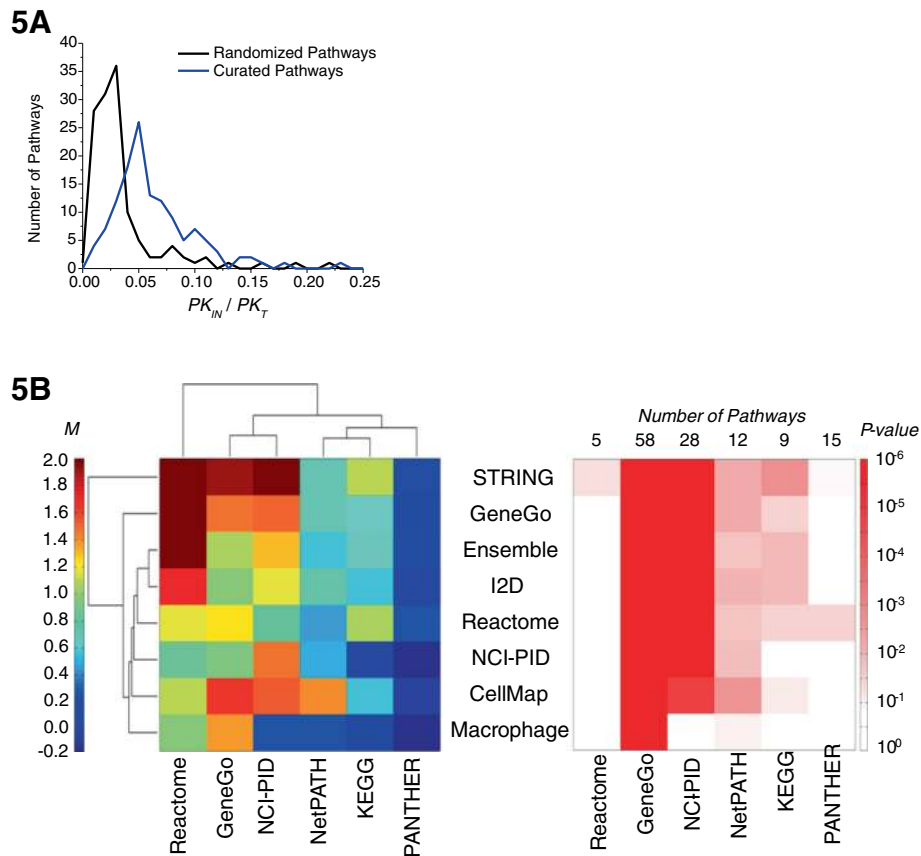 5A
40
35
30
25
20
15
10
5
0
Number of Pathways
Randomized Pathways
Curated Pathways
0.00 0.05 0.10 0.15 0.20 0.25
PK_IN / PK_T
5B
M
2.0
1.8
1.6
1.4
1.2
1.0
0.8
0.6
0.4
0.2
0.0
-0.2
Number of Pathways
5 58 28 12 9 15
P-value
STRING
GeneGo
Ensemble
I2D
Reactome
NCI-PID
CellMap
Macrophage
10^-6
10^-5
10^-4
10^-3
10^-2
10^-1
10^0
Reactome
GeneGo
NCI-PID
NetPATH
KEGG
PANTHER
Reactome
GeneGo
NCI-PID
NetPATH
KEGG
PANTHER